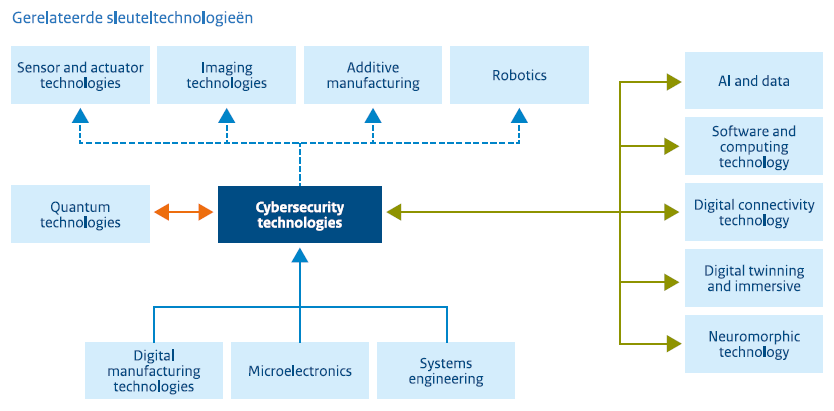 Gerelateerde sleuteltechnologieën
Sensor and actuator
technologies
Imaging
technologies
Additive
manufacturing
Robotics
AI and data
Software and
computing
technology
Quantum
technologies
Cybersecurity
technologies
Digital connectivity
technology
Digital twinning
and immersive
Neuromorphic
technology
Digital
manufacturing
technologies
Microelectronics
Systems
engineering